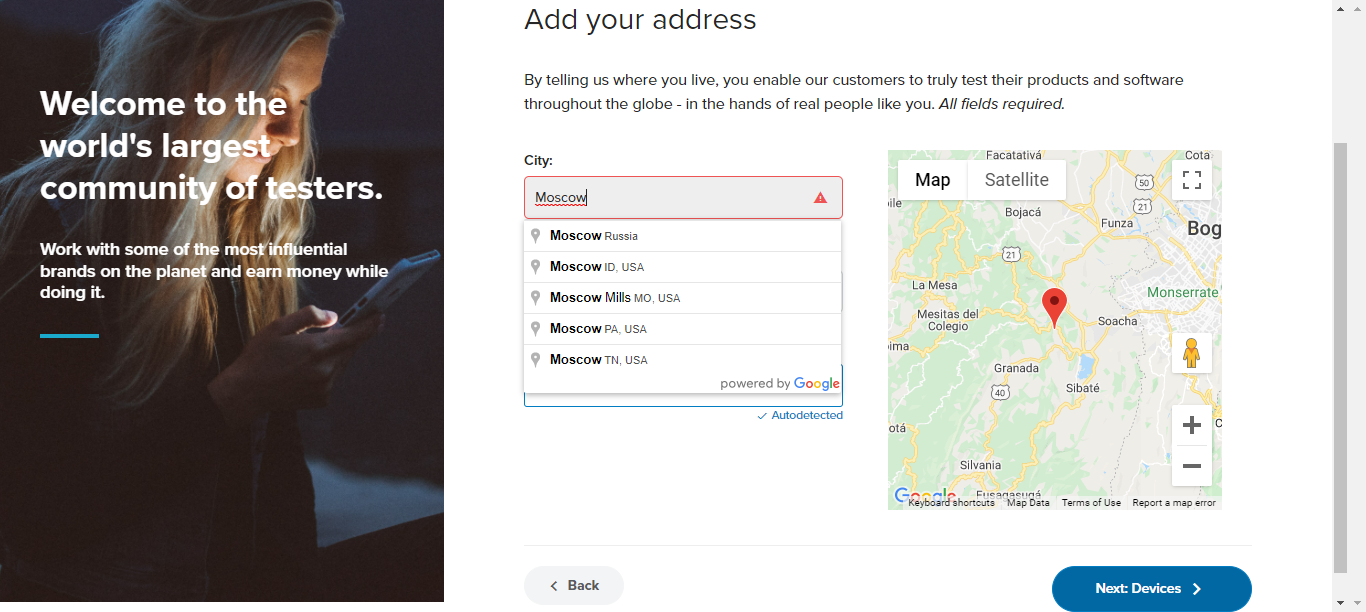 Add your address
Welcome to the
world's largest
community of testers.
Work with some of the most influential
brands on the planet and earn money while
doing it.
By telling us where you live, you enable our customers to truly test their products and software
throughout the globe - in the hands of real people like you. All fields required.
City:
Moscow
Moscow Russia
Moscow ID, USA
Moscow Mills MO, USA
Moscow PA, USA
Moscow TN, USA
powered by Google
Autodetected
Map
Satellite
Facatativá
Cota
50
21
Bojacá
Funza
Bog
21
La Mesa
Monserrate
Mesitas del
Colegio
Soacha
Granada
Sibaté
40
Silvania
Google
Fusagasugá
Keyboard shortcuts
Map Data
Terms of Use
Report a map error
Back
Next: Devices